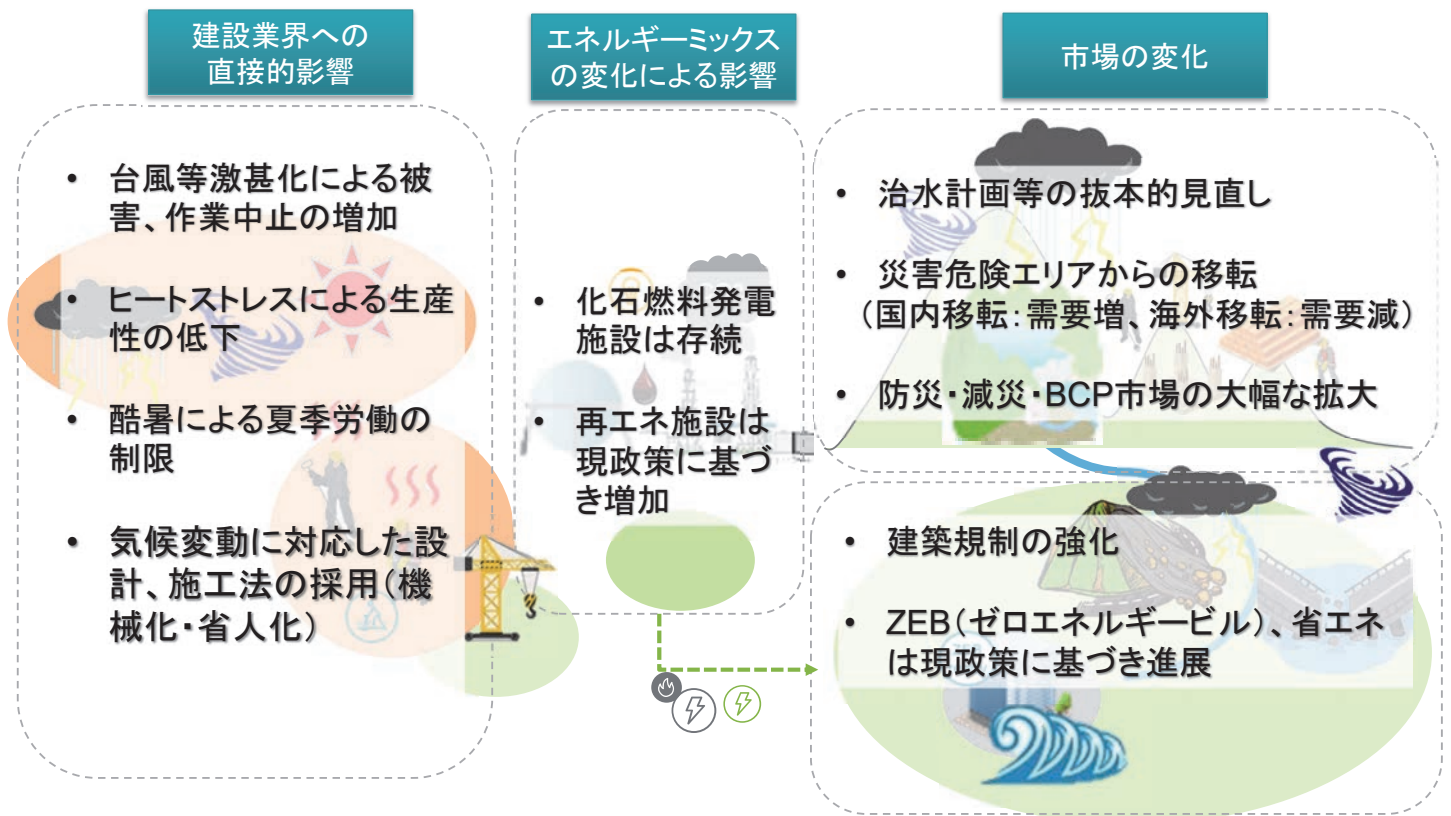 建設業界への
直接的影響
• 台風等激甚化による被
害、作業中止の増加
• ヒートストレスによる生産
性の低下
• 酷暑による夏季労働の
制限
• 気候変動に対応した設
計、施工法の採用（機
械化・省人化）
エネルギーミックス
の変化による影響
• 化石燃料発電
施設は存続
• 再エネ施設は
現政策に基づ
き増加
市場の変化
• 治水計画等の抜本的見直し
• 災害危険エリアからの移転
（国内移転：需要増、海外移転：需要減）
• 防災・減災・BCP市場の大幅な拡大
• 建築規制の強化
• ZEB（ゼロエネルギービル）、省エネ
は現政策に基づき進展